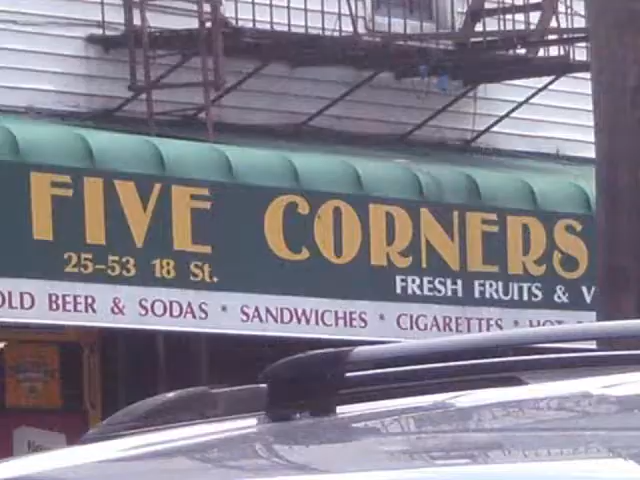 FIVE CORNERS
25-53 18 St.
FRESH FRUITS & V
OLD BEER & SODAS * SANDWICHES * CIGARETTES * HOT